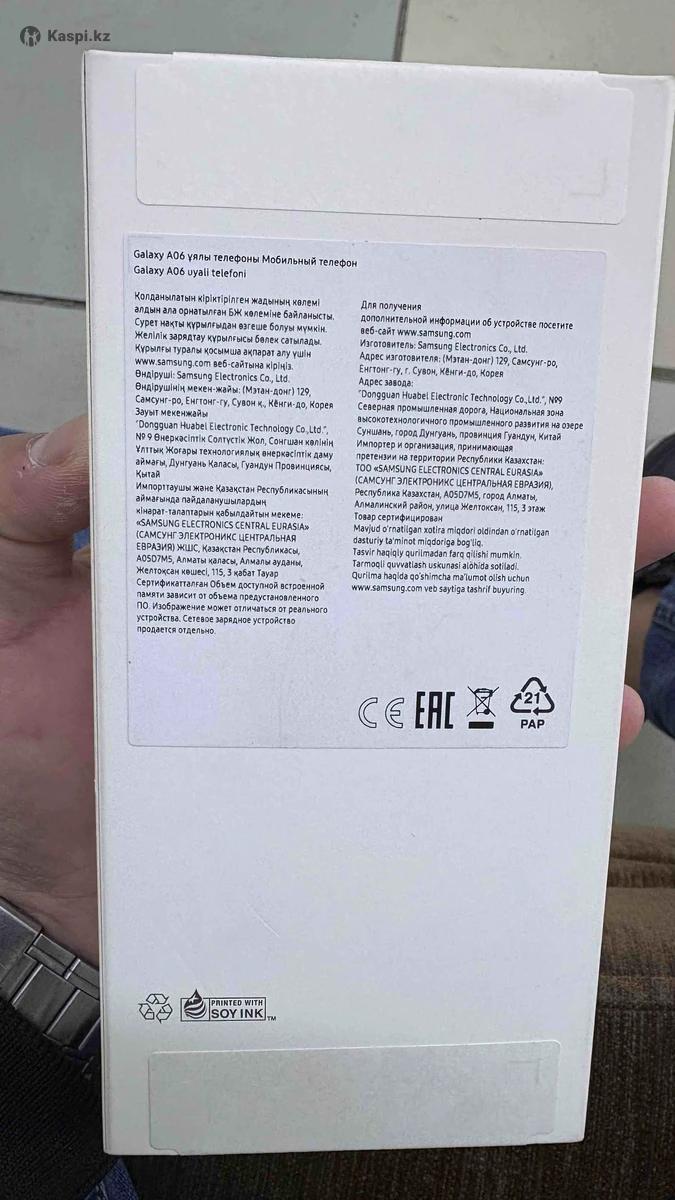 Kaspi.kz
Galaxy A06 ұялы телефоны Мобильный телефон
Galaxy A06 uyali telefoni
Қолданылатын кіріктірілген жадының көлемі
алдын ала орнатылған БЖ көлеміне байланысты.
Сурет нақты құрылғыдан өзгеше болуы мүмкін.
Желілік зарядтау құрылғысы бөлек сатылады.
Құрылғы туралы қосымша ақпарат алу үшін
www.samsung.com веб-сайтына кіріңіз.
Өндіруші: Samsung Electronics Co., Ltd.
Өндірушінің мекен-жайы: (Мэтан-донг) 129,
Самсунг-ро, Енгтонг-гу, Сувон қ., Кёнги-до, Корея
Зауыт мекенжайы
"Dongguan Huabel Electronic Technology Co.,Ltd.",
№ 9 Өнеркәсіптік Солтүстік Жол, Сонгшан көлінің
Ұлттық Жоғары технологиялық өнеркәсіптік даму
аймағы, Дунгуань Қаласы, Гуандун Провинциясы,
Қытай
Импорттаушы және Қазақстан Республикасының
аймағында пайдаланушылардың
кінарат-талаптарын қабылдайтын мекеме:
«SAMSUNG ELECTRONICS CENTRAL EURASIA»
(САМСУНГ ЭЛЕКТРОНИКС ЦЕНТРАЛЬНАЯ
ЕВРАЗИЯ) ЖШС, Қазақстан Республикасы,
A05D7M5, Алматы қаласы, Алмалы ауданы,
Желтоқсан көшесі, 115, 3 қабат Тауар
Сертификатталған Объем доступной встроенной
памяти зависит от объема предустановленного
ПО. Изображение может отличаться от реального
устройства. Сетевое зарядное устройство
продается отдельно.
Для получения
дополнительной информации об устройстве посетите
веб-сайт www.samsung.com
Изготовитель: Samsung Electronics Co., Ltd.
Адрес изготовителя: (Мэтан-донг) 129, Самсунг-ро,
Енгтонг-гу, г. Сувон, Кёнги-до, Корея
Адрес завода:
"Dongguan Huabel Electronic Technology Co.,Ltd.", №9
Северная промышленная дорога, Национальная зона
высокотехнологичного промышленного развития на озере
Суншань, город Дунгуань, провинция Гуандун, Китай
Импортер и организация, принимающая
претензии на территории Республики Казахстан:
ТОО «SAMSUNG ELECTRONICS CENTRAL EURASIA»
(САМСУНГ ЭЛЕКТРОНИКС ЦЕНТРАЛЬНАЯ ЕВРАЗИЯ),
Республика Казахстан, A05D7M5, город Алматы,
Алмалинский район, улица Желтоксан, 115, 3 этаж
Товар сертифицирован
Mavjud o'rnatilgan xotira miqdori oldindan o'rnatilgan
dasturiy ta'minot miqdoriga bog'liq.
Tasvir haqiqiy qurilmadan farq qilishi mumkin.
Tarmoqli quvvatlash uskunasi alohida sotiladi.
Qurilma haqida qo'shimcha ma'lumot olish uchun
www.samsung.com veb saytiga tashrif buyuring.
CE EAC 21
PAP
PRINTED WITH
SOY INK™